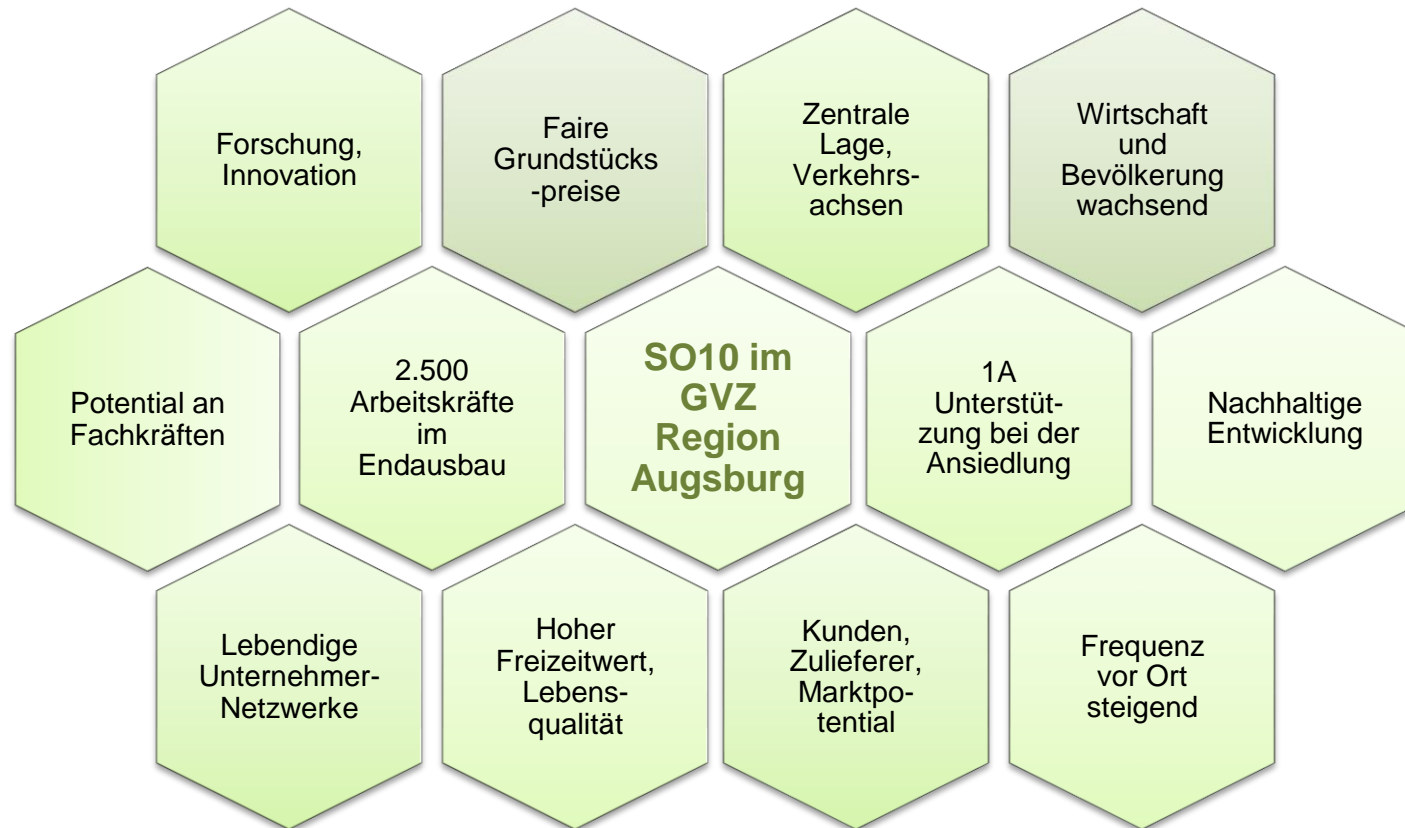 Forschung,
Innovation
Faire
Grundstücks
-preise
Zentrale
Lage,
Verkehrs-
achsen
Wirtschaft
und
Bevölkerung
wachsend
Potential an
Fachkräften
2.500
Arbeitskräfte
im
Endausbau
SO10 im
GVZ
Region
Augsburg
1A
Unterstüt-
zung bei der
Ansiedlung
Nachhaltige
Entwicklung
Lebendige
Unternehmer-
Netzwerke
Hoher
Freizeitwert,
Lebens-
qualität
Kunden,
Zulieferer,
Marktpo-
tential
Frequenz
vor Ort
steigend